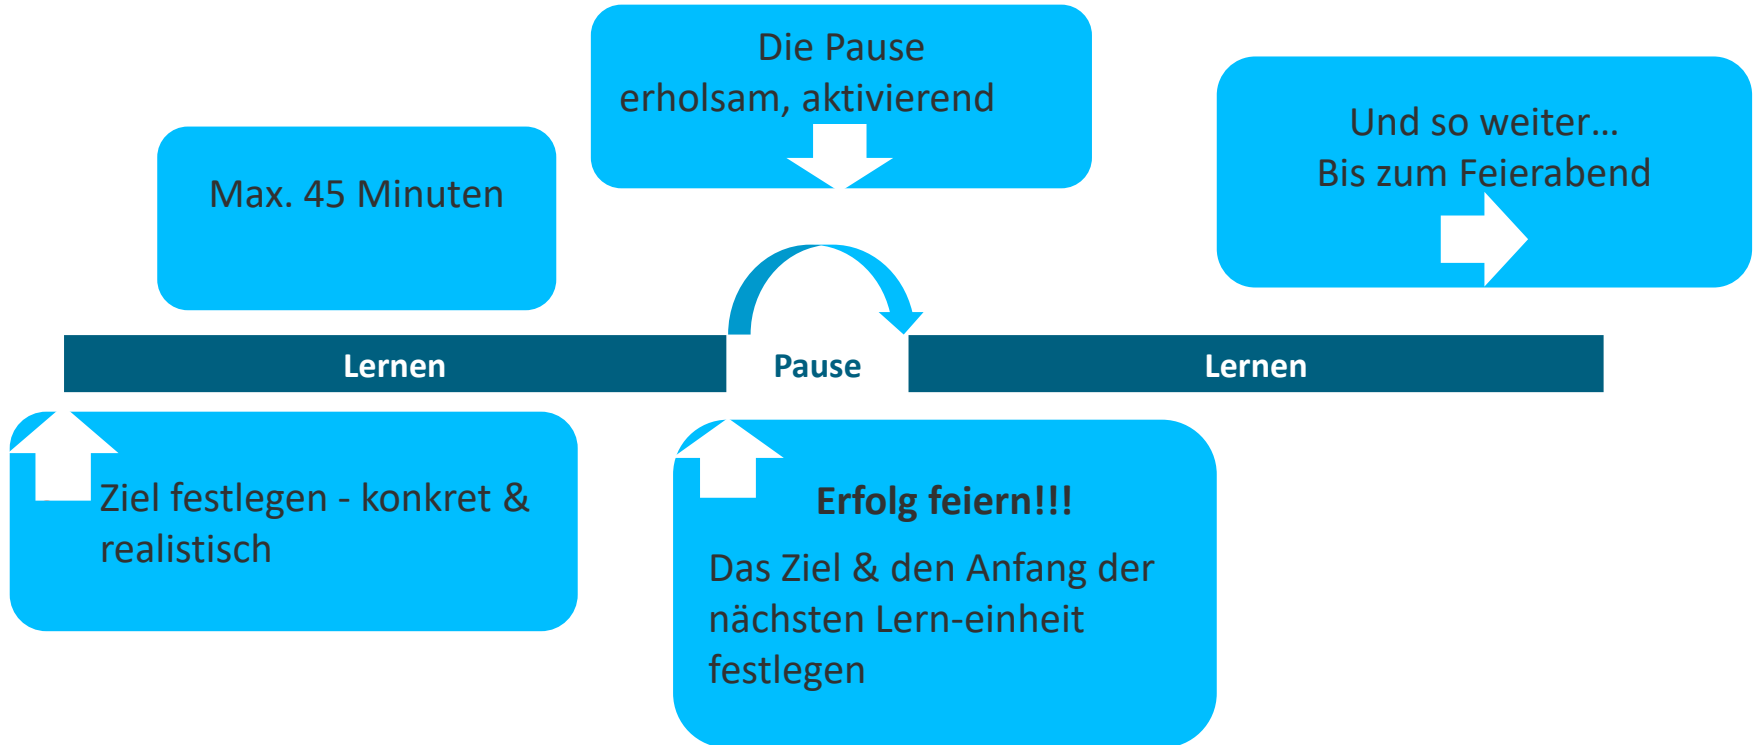 Die Pause
erholsam, aktivierend
Und so weiter...
Bis zum Feierabend
Max. 45 Minuten
Lernen
Pause
Lernen
Ziel festlegen - konkret &
realistisch
Erfolg feiern!!!
Das Ziel & den Anfang der
nächsten Lern-einheit
festlegen